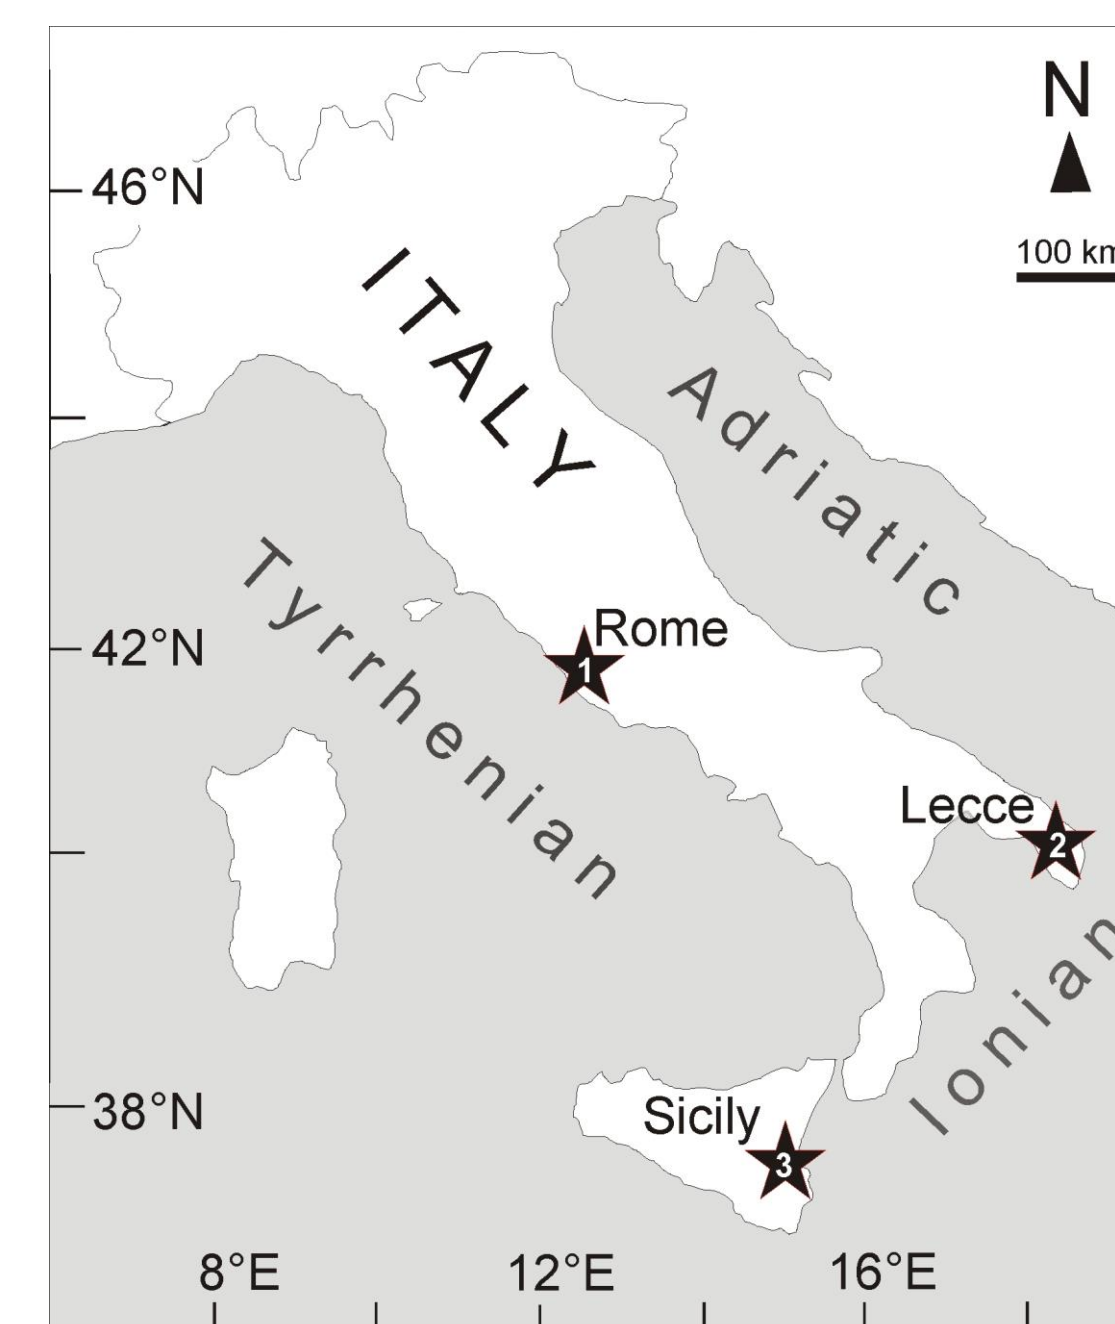 N
46°N
100 km
ITALY
Adriatic
Tyrrhenian
Rome
1
42°N
Lecce
2
Ionian
38°N
Sicily
3
8°E
12°E
16°E